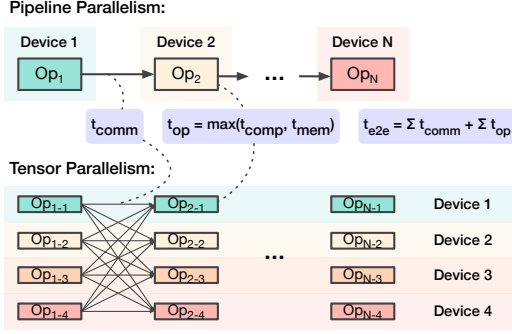 Pipeline Parallelism:
Device 1 Device 2 Device N
Op1 Op2 ... OpN
tcomm top = max(tcomp, tmem) te2e = Σ tcomm + Σ top
Tensor Parallelism:
Op1-1 Op2-1 OpN-1 Device 1
Op1-2 Op2-2 OpN-2 Device 2
...
Op1-3 Op2-3 OpN-3 Device 3
Op1-4 Op2-4 OpN-4 Device 4